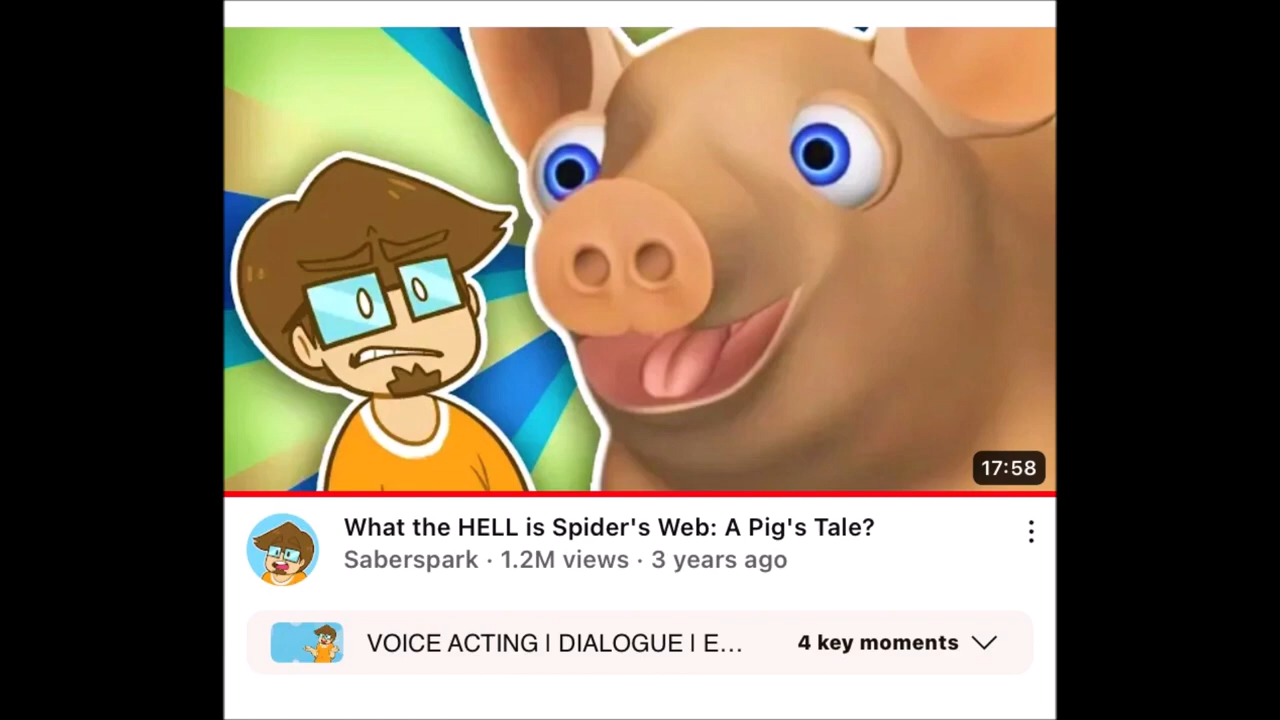 17:58
What the HELL is Spider's Web: A Pig's Tale?
Saberspark · 1.2M views · 3 years ago
VOICE ACTING | DIALOGUE | E... 4 key moments